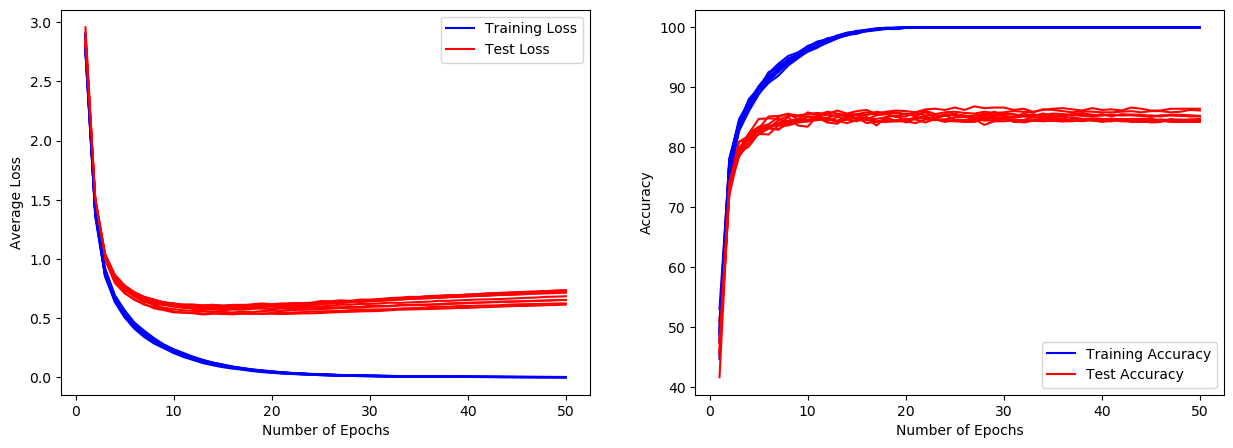 3.0
2.5
2.0
1.5
1.0
0.5
0.0
Average Loss
0 10 20 30 40 50
Number of Epochs
Training Loss
Test Loss
100
90
80
70
60
50
40
Accuracy
0 10 20 30 40 50
Number of Epochs
Training Accuracy
Test Accuracy